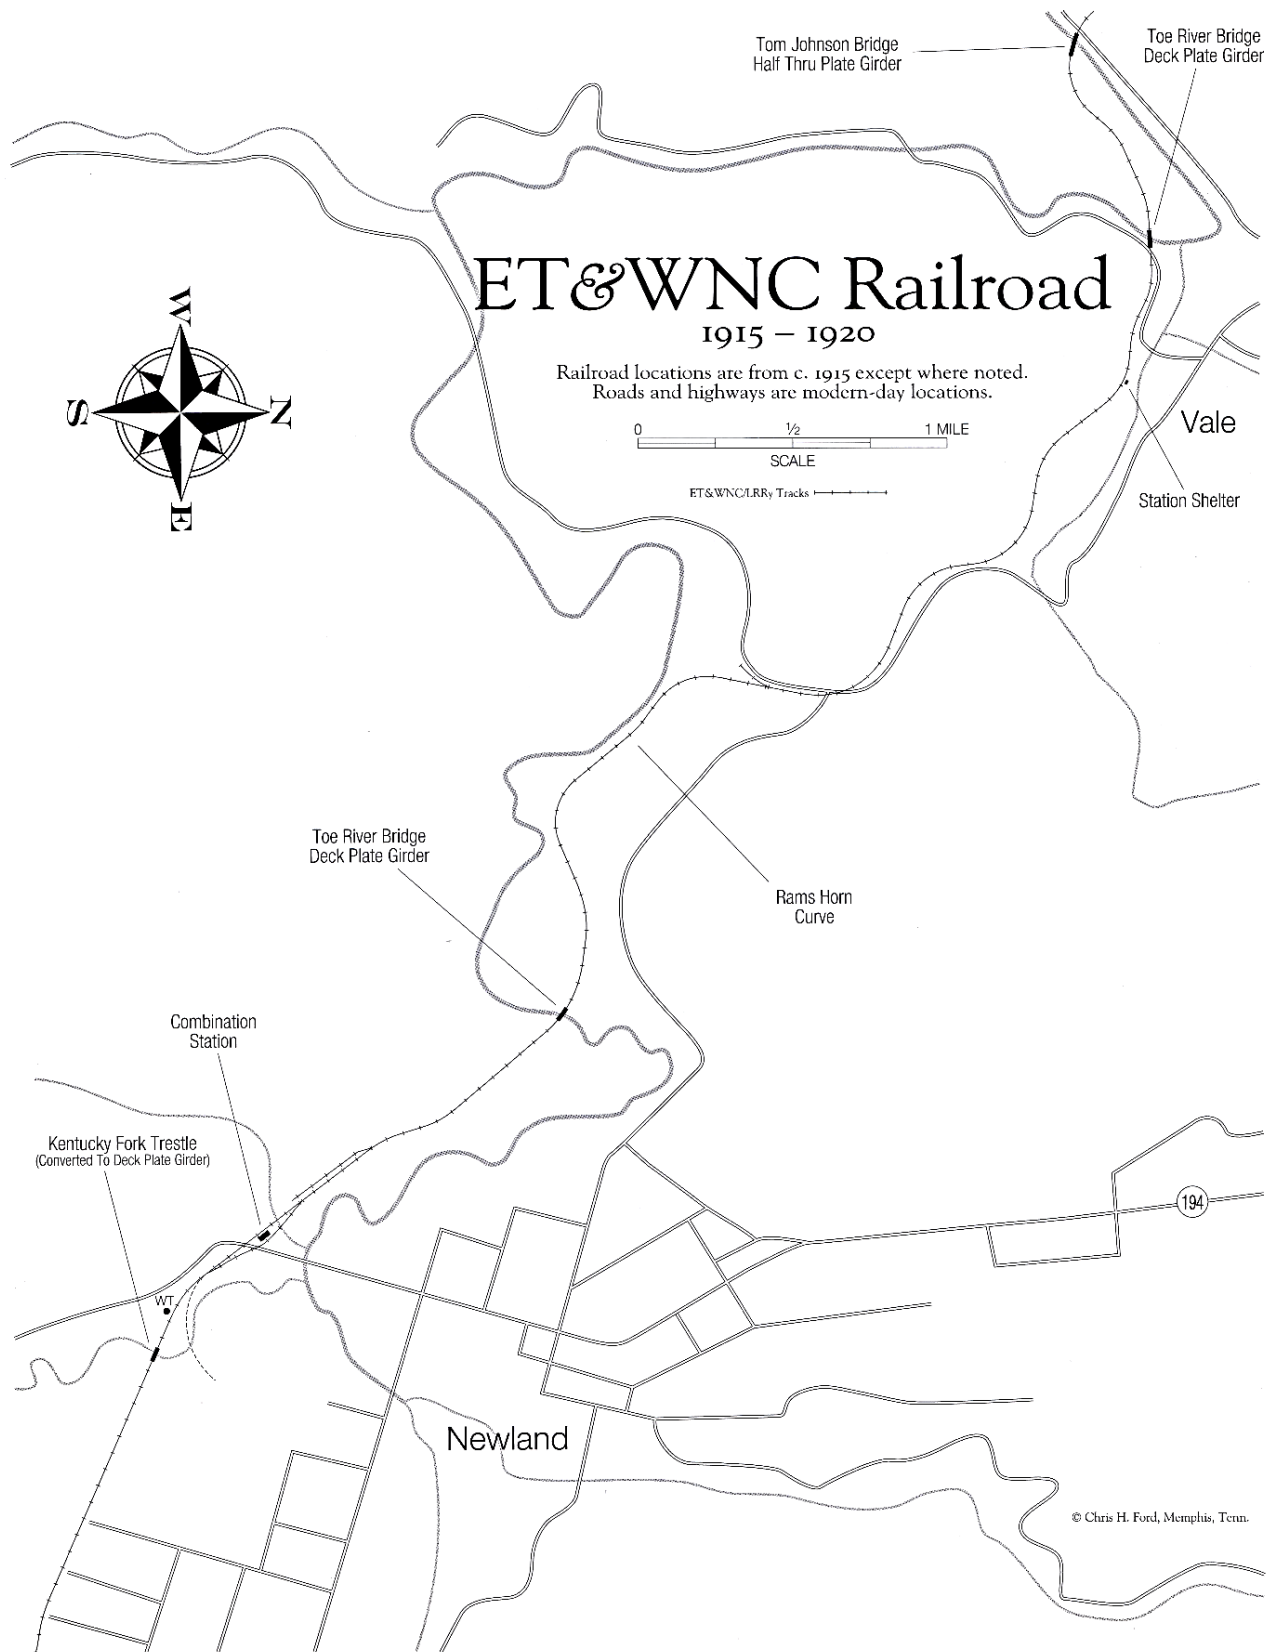 Tom Johnson Bridge
Half Thru Plate Girder
Toe River Bridge
Deck Plate Girder
ET&WNC Railroad
1915 – 1920
Railroad locations are from c. 1915 except where noted.
Roads and highways are modern-day locations.
0 ½ 1 MILE
SCALE
ET&WNC/LRRy Tracks
W
S
N
E
Vale
Station Shelter
Toe River Bridge
Deck Plate Girder
Rams Horn
Curve
Combination
Station
Kentucky Fork Trestle
(Converted To Deck Plate Girder)
194
WT
Newland
© Chris H. Ford, Memphis, Tenn.